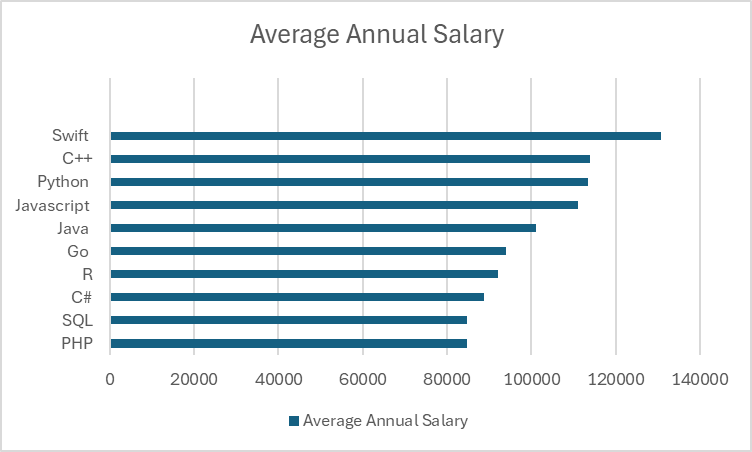 Average Annual Salary
Swift
C++
Python
Javascript
Java
Go
R
C#
SQL
PHP
0 20000 40000 60000 80000 100000 120000 140000
Average Annual Salary